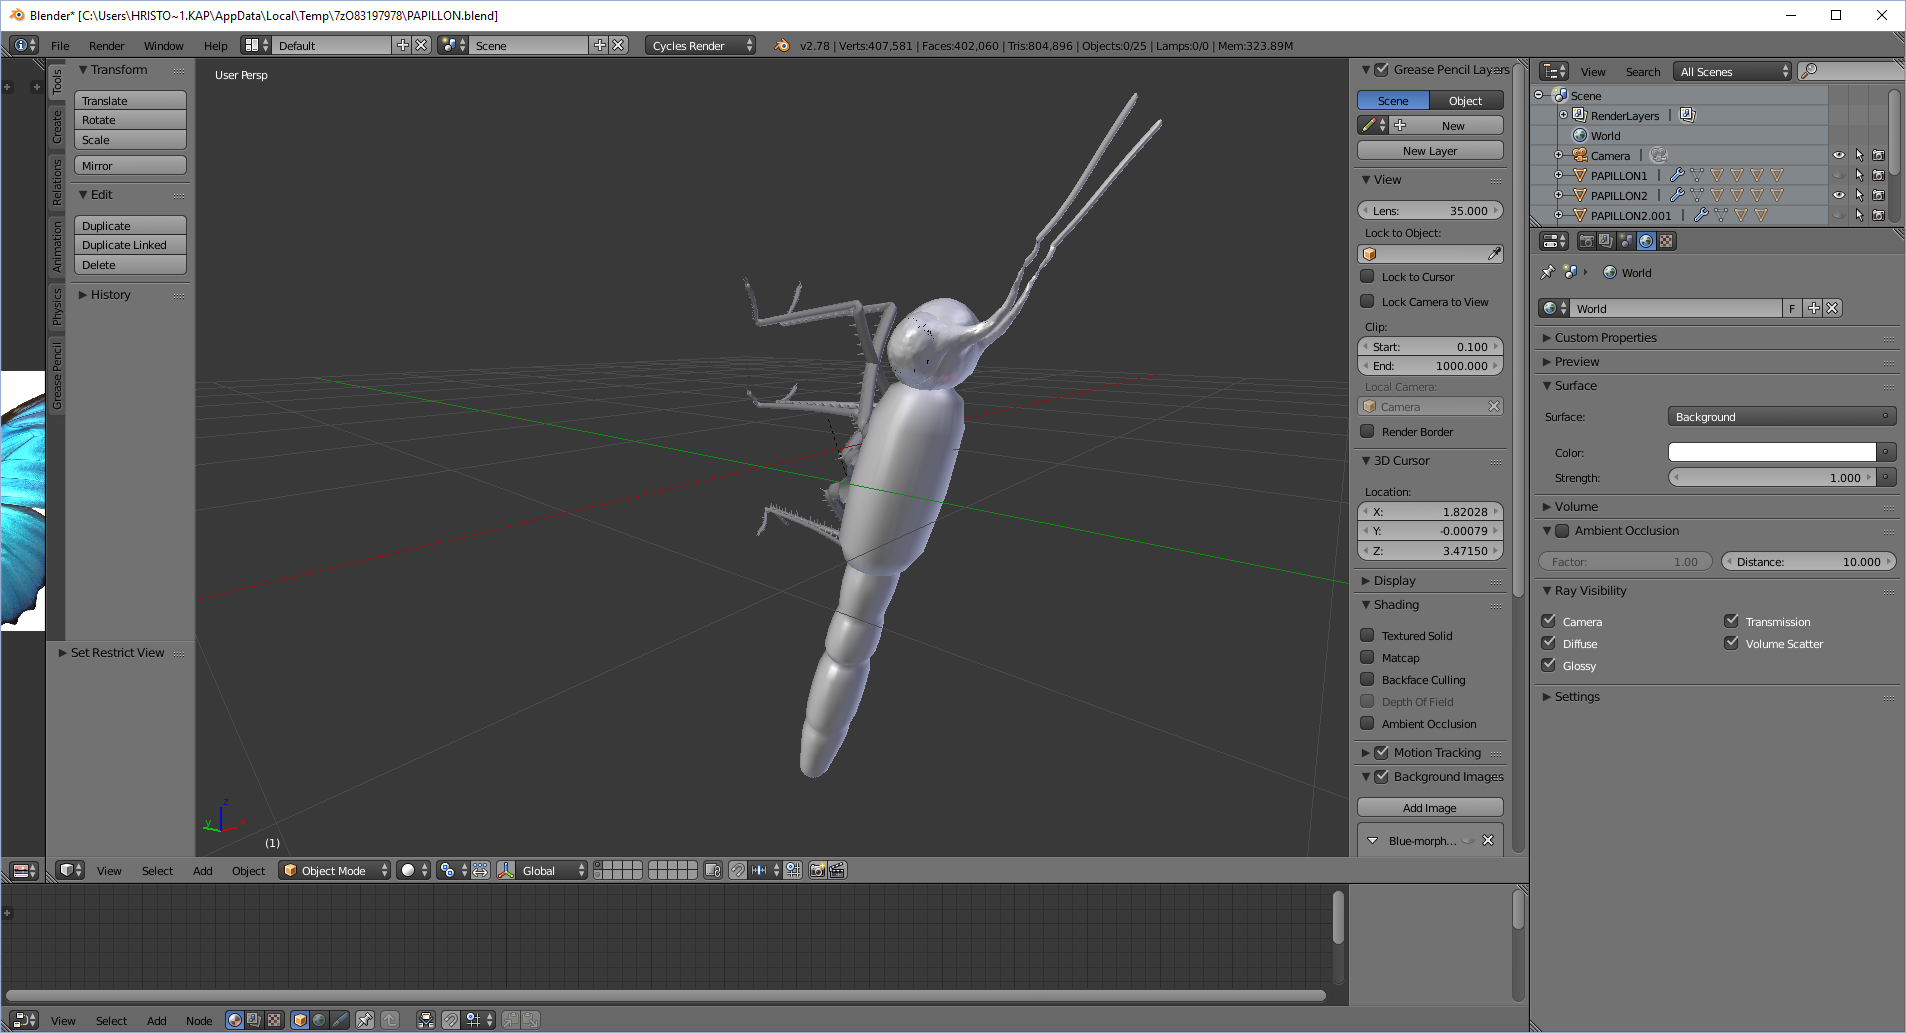 Blender* [C:\Users\HRISTO~1.KAP\AppData\Local\Temp\7zO83197978\PAPILLON.blend]
File Render Window Help Default Scene Cycles Render v2.78 | Verts:407,581 | Faces:402,060 | Tris:804,896 | Objects:0/25 | Lamps:0/0 | Mem:323.89M
Tools
Create
Relations
Animation
Physics
Grease Pencil
Transform
Translate
Rotate
Scale
Mirror
Edit
Duplicate
Duplicate Linked
Delete
History
Set Restrict View
User Persp
z
y
x
(1)
Grease Pencil Layers
Scene Object
New
New Layer
View
Lens: 35.000
Lock to Object:
Lock to Cursor
Lock Camera to View
Clip:
Start: 0.100
End: 1000.000
Local Camera:
Camera
Render Border
3D Cursor
Location:
X: 1.82028
Y: -0.00079
Z: 3.47150
Display
Shading
Textured Solid
Matcap
Backface Culling
Depth Of Field
Ambient Occlusion
Motion Tracking
Background Images
Add Image
Blue-morph...
View Search All Scenes
Scene
RenderLayers |
World
Camera |
PAPILLON1 |
PAPILLON2 |
PAPILLON2.001 |
World
World F
Custom Properties
Preview
Surface
Surface: Background
Color:
Strength: 1.000
Volume
Ambient Occlusion
Factor: 1.00 Distance: 10.000
Ray Visibility
Camera Transmission
Diffuse Volume Scatter
Glossy
Settings
View Select Add Object Object Mode Global
View Select Add Node